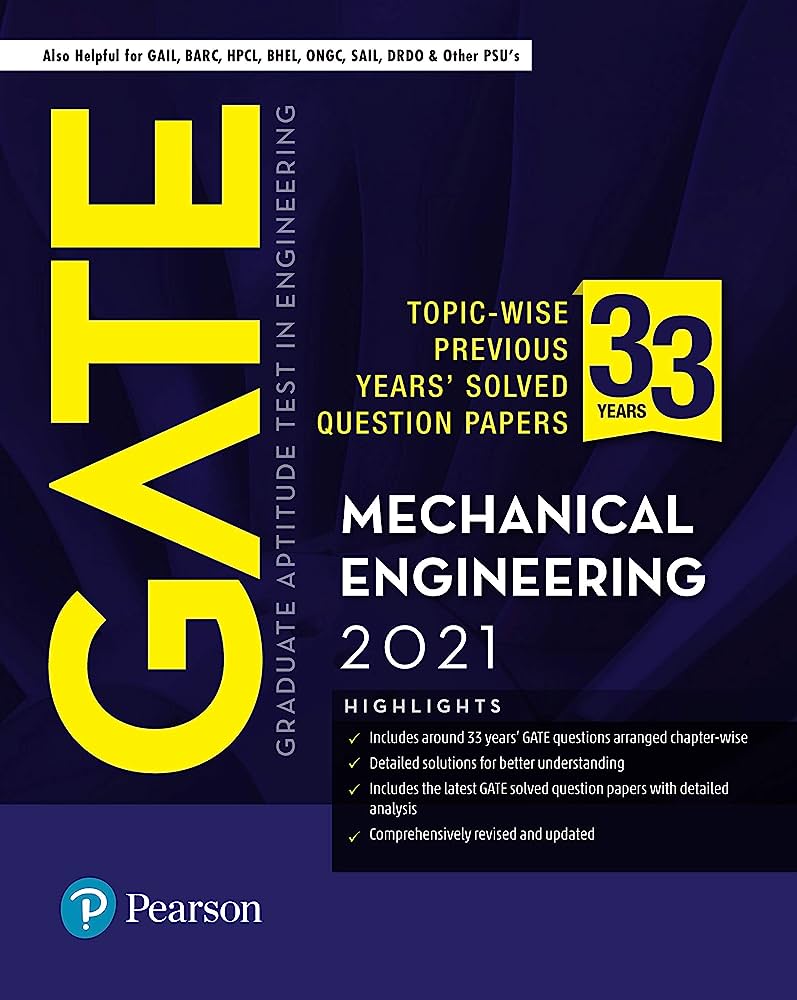 Also Helpful for GAIL, BARC, HPCL, BHEL, ONGC, SAIL, DRDO & Other PSU's
GATE
GRADUATE APTITUDE TEST IN ENGINEERING
TOPIC-WISE
PREVIOUS
YEARS' SOLVED
QUESTION PAPERS
33
YEARS
MECHANICAL
ENGINEERING
2021
HIGHLIGHTS
✓ Includes around 33 years' GATE questions arranged chapter-wise
✓ Detailed solutions for better understanding
✓ Includes the latest GATE solved question papers with detailed
analysis
✓ Comprehensively revised and updated
P Pearson